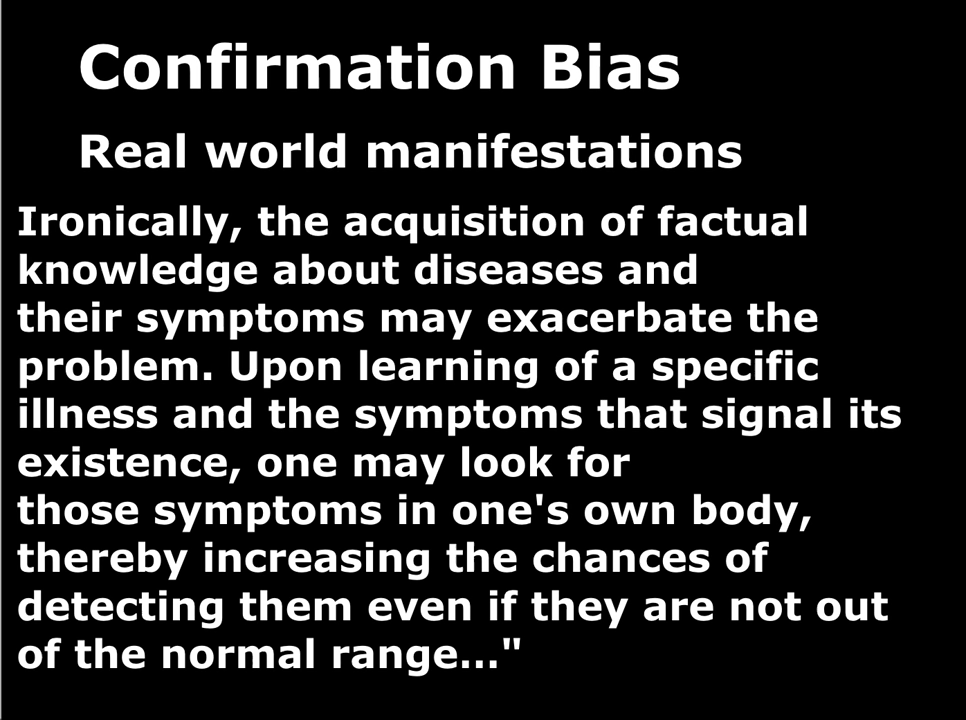 Confirmation Bias
Real world manifestations
Ironically, the acquisition of factual
knowledge about diseases and
their symptoms may exacerbate the
problem. Upon learning of a specific
illness and the symptoms that signal its
existence, one may look for
those symptoms in one's own body,
thereby increasing the chances of
detecting them even if they are not out
of the normal range..."